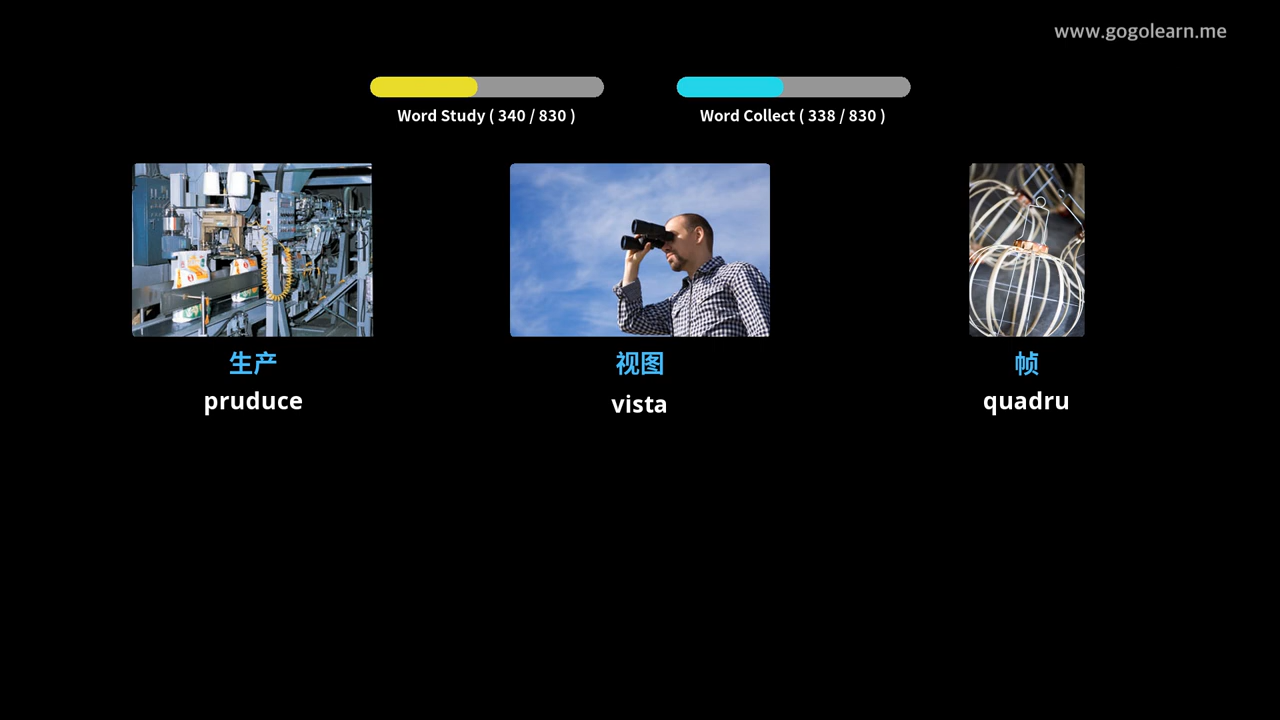 www.gogolearn.me
Word Study ( 340 / 830 )
Word Collect ( 338 / 830 )
生产
pruduce
视图
vista
帧
quadru